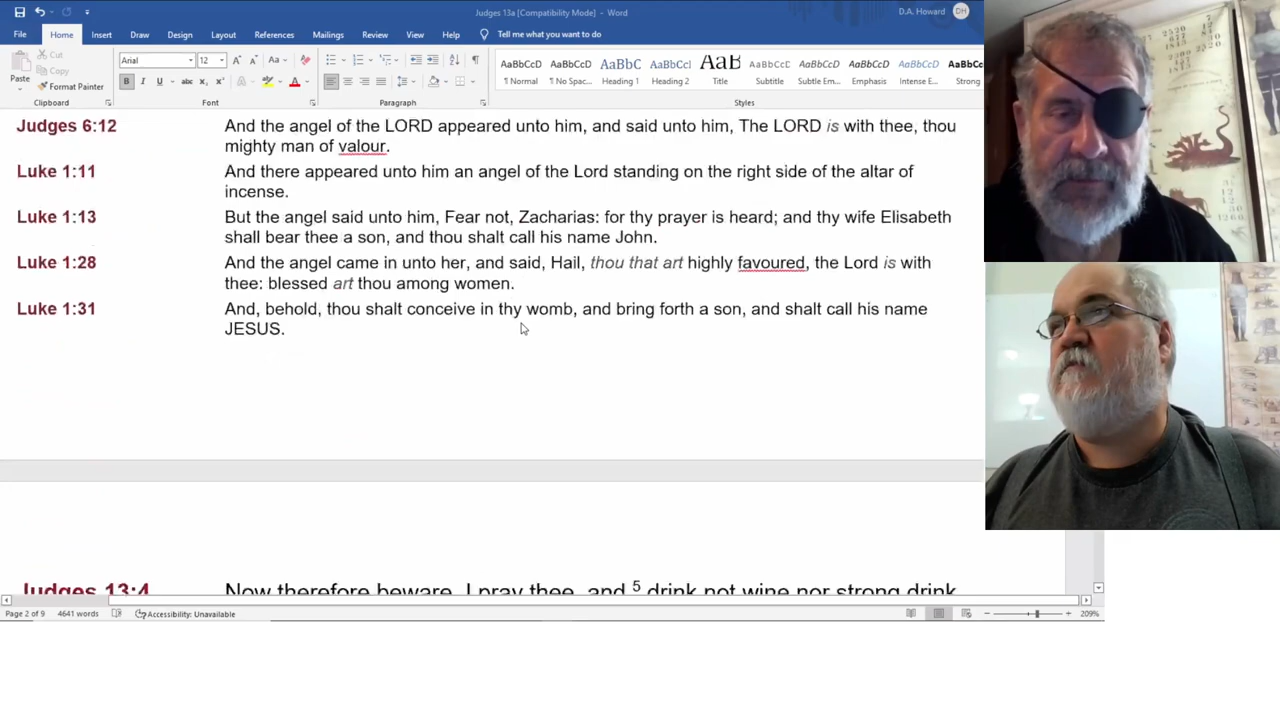 Judges 13a [Compatibility Mode] - Word
D.A. Howard
DH
File Home Insert Draw Design Layout References Mailings Review View Help Tell me what you want to do
Cut
Copy
Paste
Format Painter
Arial 12
Aa
AaBbCcD AaBbCcD AaBbC AaBbCcI AaB AaBbCcD AaBbCcD AaBbCcD AaBbCcD AaBbCc
¶ Normal ¶ No Spac... Heading 1 Heading 2 Title Subtitle Subtle Em... Emphasis Intense E... Strong
Clipboard Font Paragraph Styles
Judges 6:12 And the angel of the LORD appeared unto him, and said unto him, The LORD is with thee, thou
mighty man of valour.
Luke 1:11 And there appeared unto him an angel of the Lord standing on the right side of the altar of
incense.
Luke 1:13 But the angel said unto him, Fear not, Zacharias: for thy prayer is heard; and thy wife Elisabeth
shall bear thee a son, and thou shalt call his name John.
Luke 1:28 And the angel came in unto her, and said, Hail, thou that art highly favoured, the Lord is with
thee: blessed art thou among women.
Luke 1:31 And, behold, thou shalt conceive in thy womb, and bring forth a son, and shalt call his name
JESUS.
Judges 13:4 Now therefore beware, I pray thee, and 5 drink not wine nor strong drink
Page 2 of 9 4641 words Accessibility: Unavailable 209%